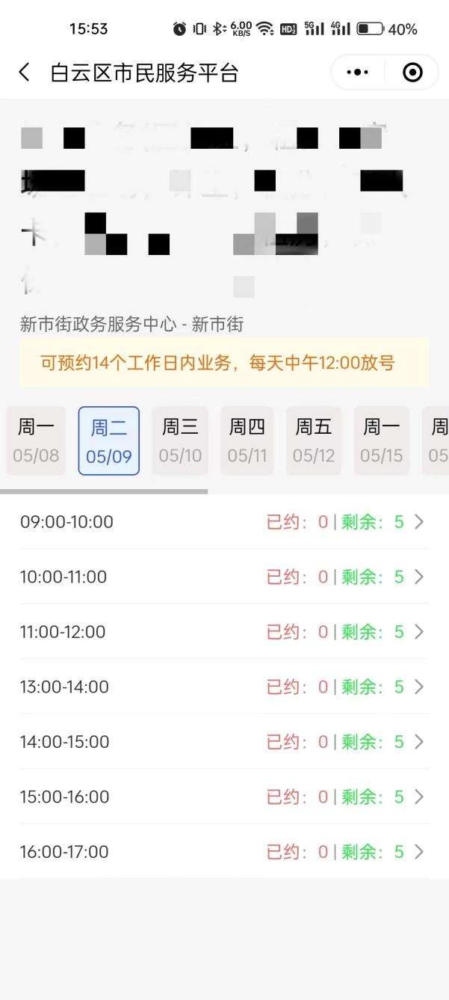 15:53 6.00 KB/S HD2 5G 4G 40%
白云区市民服务平台
卡
新市街政务服务中心 - 新市街
可预约14个工作日内业务，每天中午12:00放号
周一 周二 周三 周四 周五 周一 周
05/08 05/09 05/10 05/11 05/12 05/15 05
09:00-10:00 已约：0 | 剩余：5
10:00-11:00 已约：0 | 剩余：5
11:00-12:00 已约：0 | 剩余：5
13:00-14:00 已约：0 | 剩余：5
14:00-15:00 已约：0 | 剩余：5
15:00-16:00 已约：0 | 剩余：5
16:00-17:00 已约：0 | 剩余：5